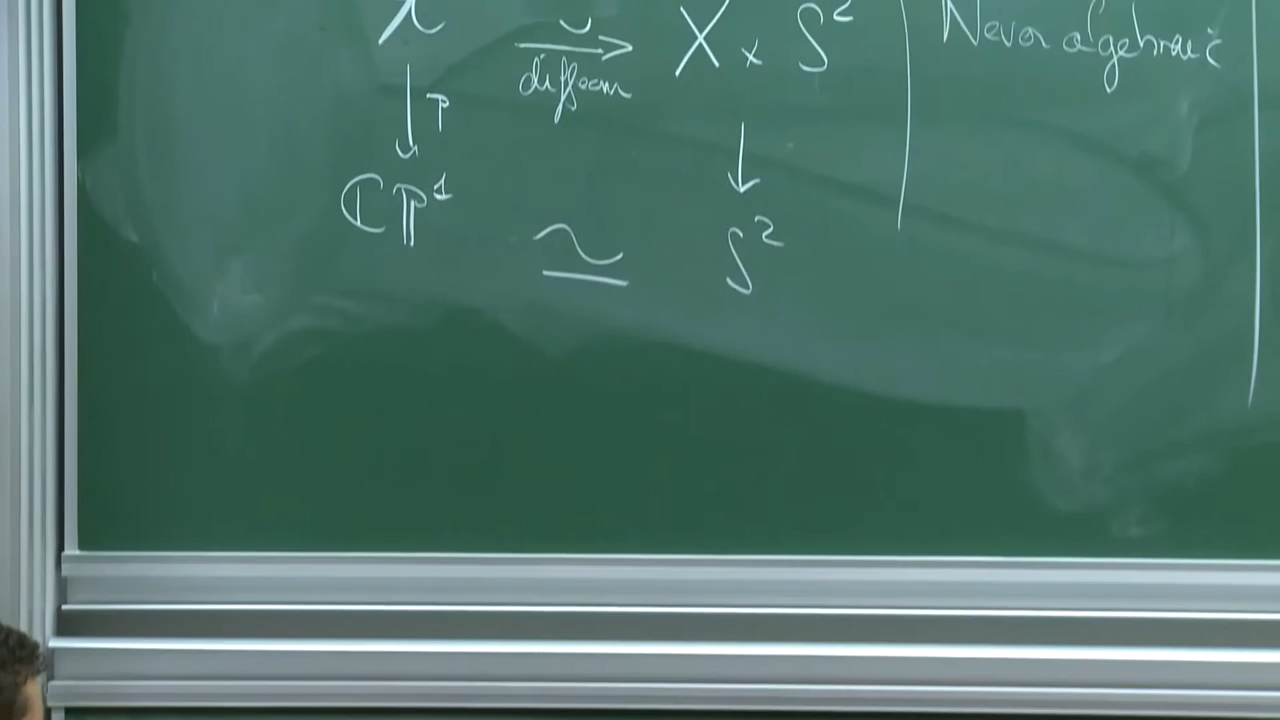 X → X × S²
diffeom
↓ P ↓
ℂℙ¹ ≃ S²
Never algebraic